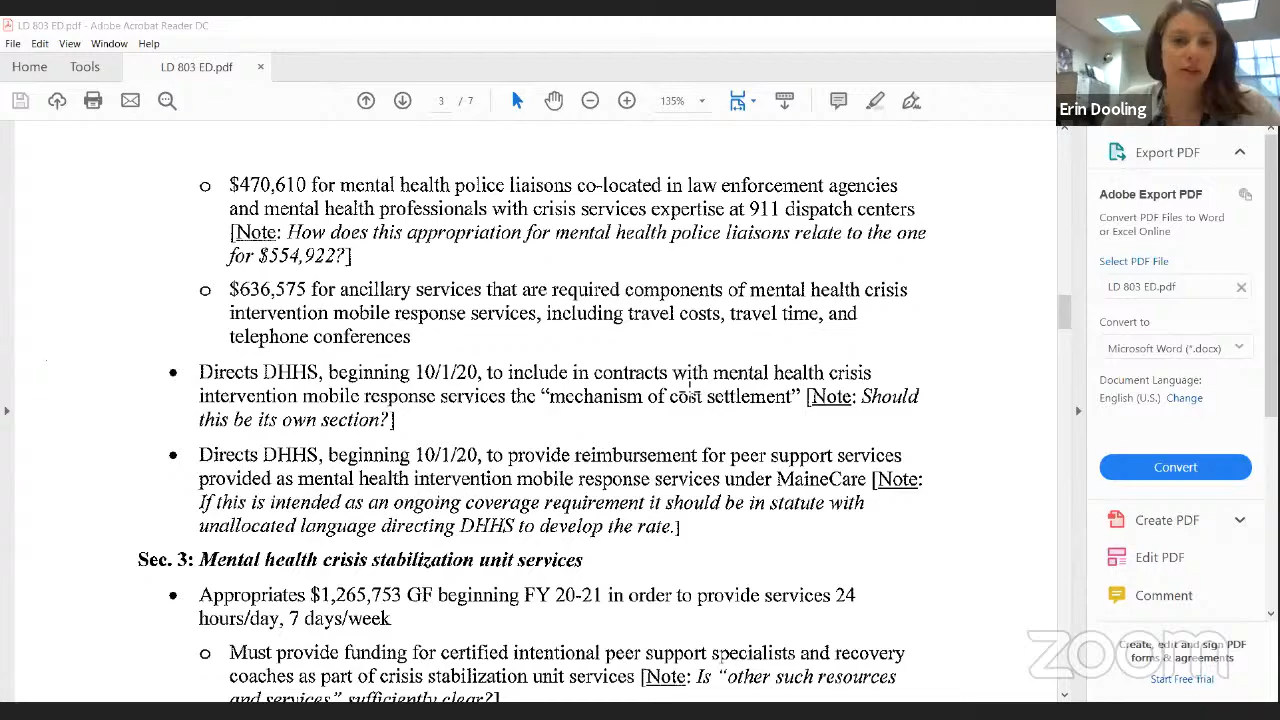 LD 803 ED.pdf - Adobe Acrobat Reader DC
File Edit View Window Help
Home Tools LD 803 ED.pdf ×
3 / 7 135%
Erin Dooling
$470,610 for mental health police liaisons co-located in law enforcement agencies
and mental health professionals with crisis services expertise at 911 dispatch centers
[Note: How does this appropriation for mental health police liaisons relate to the one
for $554,922?]
$636,575 for ancillary services that are required components of mental health crisis
intervention mobile response services, including travel costs, travel time, and
telephone conferences
Directs DHHS, beginning 10/1/20, to include in contracts with mental health crisis
intervention mobile response services the “mechanism of cost settlement” [Note: Should
this be its own section?]
Directs DHHS, beginning 10/1/20, to provide reimbursement for peer support services
provided as mental health intervention mobile response services under MaineCare [Note:
If this is intended as an ongoing coverage requirement it should be in statute with
unallocated language directing DHHS to develop the rate.]
Sec. 3: Mental health crisis stabilization unit services
Appropriates $1,265,753 GF beginning FY 20-21 in order to provide services 24
hours/day, 7 days/week
Must provide funding for certified intentional peer support specialists and recovery
coaches as part of crisis stabilization unit services [Note: Is “other such resources
and services” sufficiently clear?]
Export PDF
Adobe Export PDF
Convert PDF Files to Word
or Excel Online
Select PDF File
LD 803 ED.pdf
Convert to
Microsoft Word (*.docx)
Document Language:
English (U.S.) Change
Convert
Create PDF
Edit PDF
Comment
Create, edit and sign PDF
forms & agreements
Start Free Trial
zoom